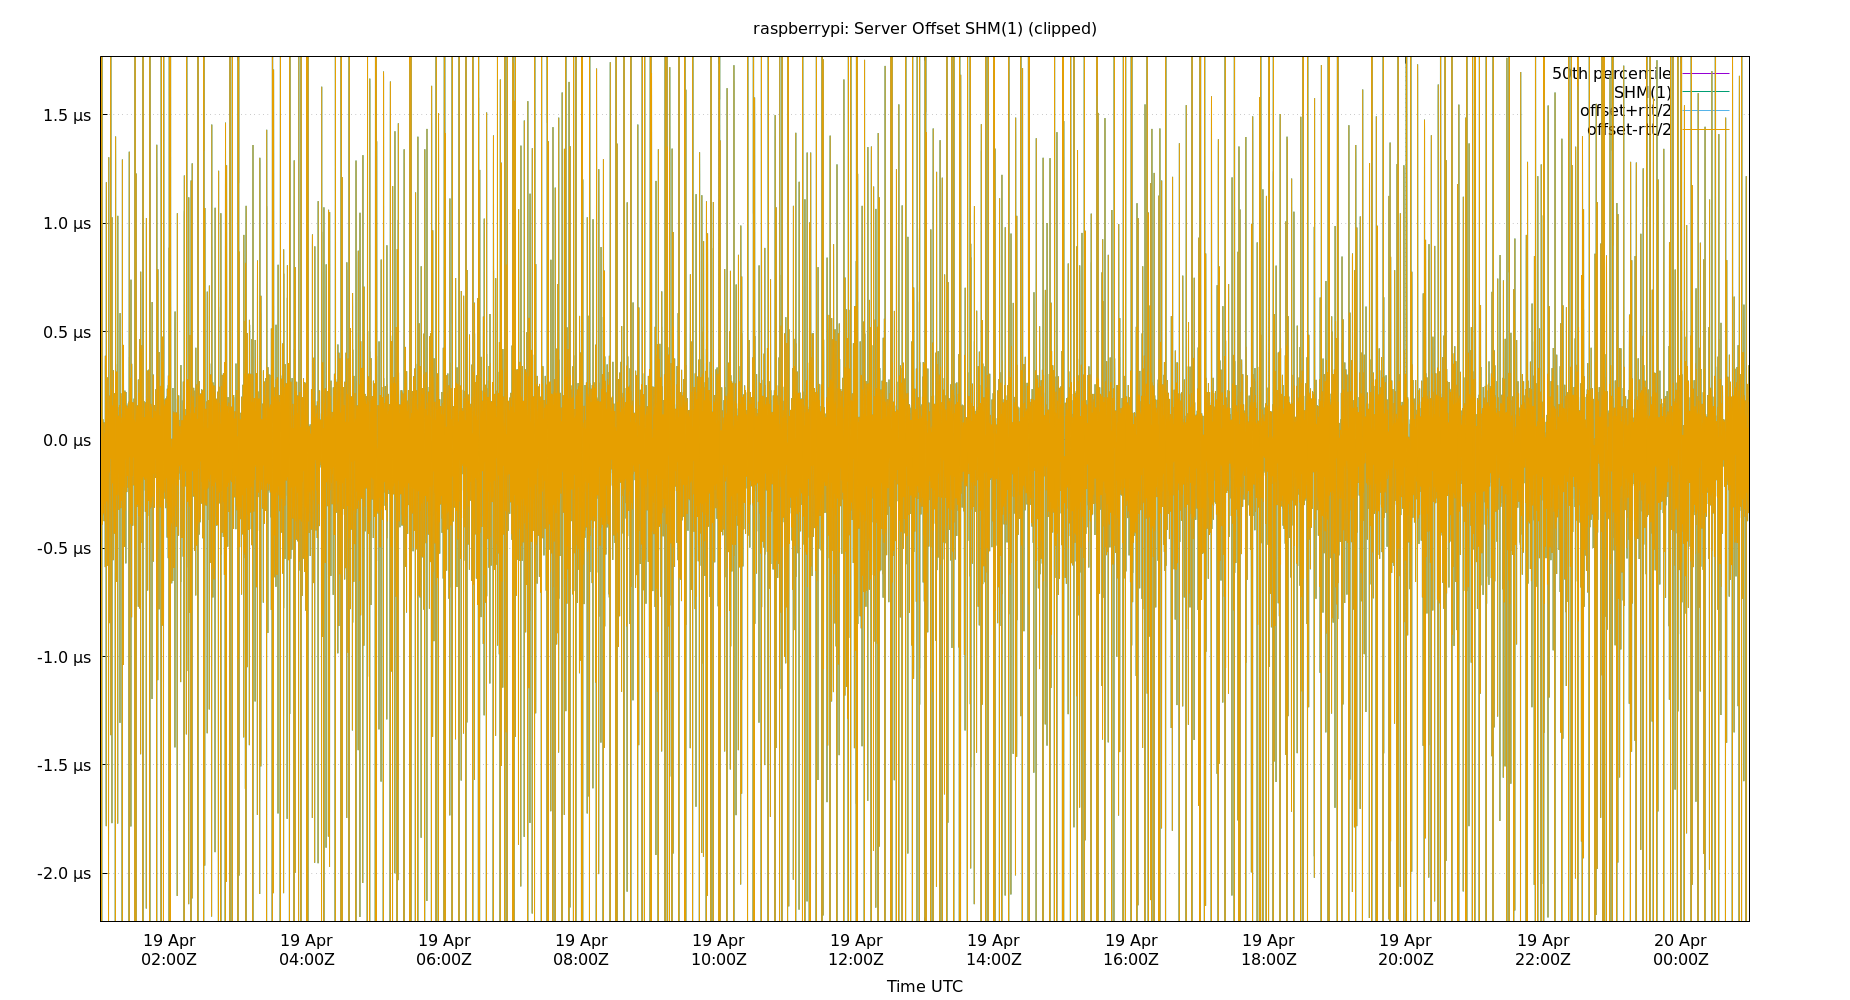 raspberrypi: Server Offset SHM(1) (clipped)
50th percentile
SHM(1)
offset+rtt/2
offset-rtt/2
1.5 µs
1.0 µs
0.5 µs
0.0 µs
-0.5 µs
-1.0 µs
-1.5 µs
-2.0 µs
19 Apr 19 Apr 19 Apr 19 Apr 19 Apr 19 Apr 19 Apr 19 Apr 19 Apr 19 Apr 19 Apr 20 Apr
02:00Z 04:00Z 06:00Z 08:00Z 10:00Z 12:00Z 14:00Z 16:00Z 18:00Z 20:00Z 22:00Z 00:00Z
Time UTC